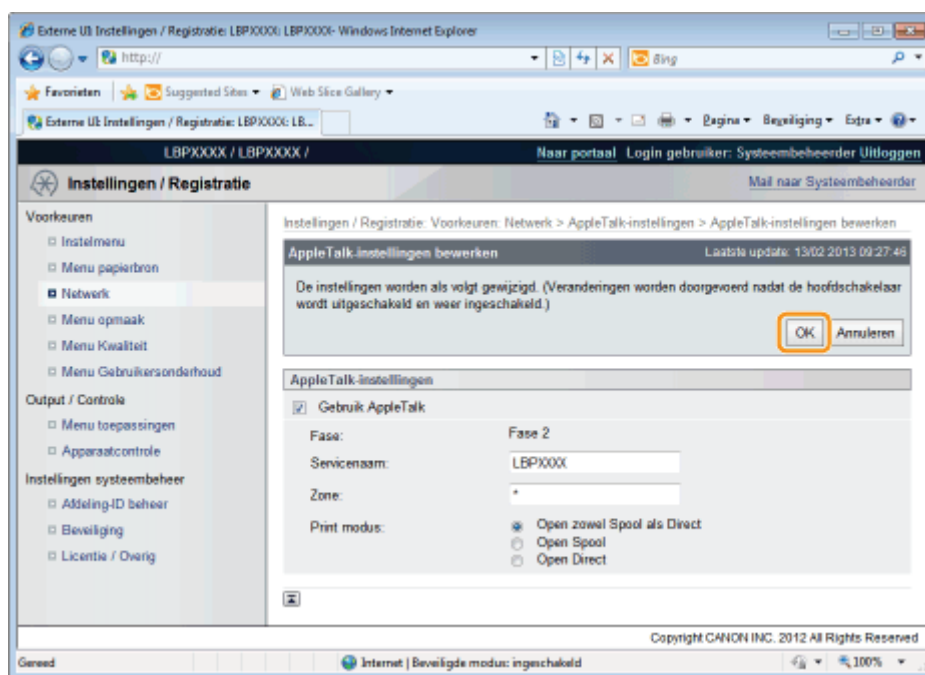 Externe UI: Instellingen / Registratie: LBPXXXX: LBPXXXX- Windows Internet Explorer
http://
Bing
Favorieten
Suggested Sites
Web Slice Gallery
Externe UI: Instellingen / Registratie: LBPXXXX: LB...
Pagina
Beveiliging
Extra
LBPXXXX / LBPXXXX /
Naar portaal Login gebruiker: Systeembeheerder Uitloggen
Instellingen / Registratie
Mail naar Systeembeheerder
Voorkeuren
Instelmenu
Menu papierbron
Netwerk
Menu opmaak
Menu Kwaliteit
Menu Gebruikersonderhoud
Output / Controle
Menu toepassingen
Apparaatcontrole
Instellingen systeembeheer
Afdeling-ID beheer
Beveiliging
Licentie / Overig
Instellingen / Registratie: Voorkeuren: Netwerk > AppleTalk-instellingen > AppleTalk-instellingen bewerken
AppleTalk-instellingen bewerken
Laatste update: 13/02 2013 09:27:46
De instellingen worden als volgt gewijzigd. (Veranderingen worden doorgevoerd nadat de hoofdschakelaar
wordt uitgeschakeld en weer ingeschakeld.)
OK
Annuleren
AppleTalk-instellingen
Gebruik AppleTalk
Fase: Fase 2
Servicenaam: LBPXXXX
Zone: *
Print modus: Open zowel Spool als Direct
Open Spool
Open Direct
Copyright CANON INC. 2012 All Rights Reserved
Gereed
Internet | Beveiligde modus: ingeschakeld
100%